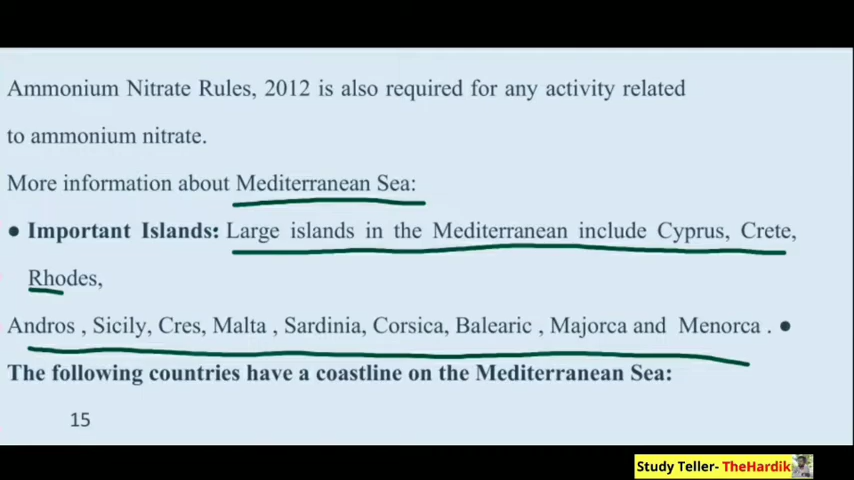 Ammonium Nitrate Rules, 2012 is also required for any activity related
to ammonium nitrate.
More information about Mediterranean Sea:
● Important Islands: Large islands in the Mediterranean include Cyprus, Crete,
Rhodes,
Andros , Sicily, Cres, Malta , Sardinia, Corsica, Balearic , Majorca and Menorca . ●
The following countries have a coastline on the Mediterranean Sea:
15
Study Teller- TheHardik